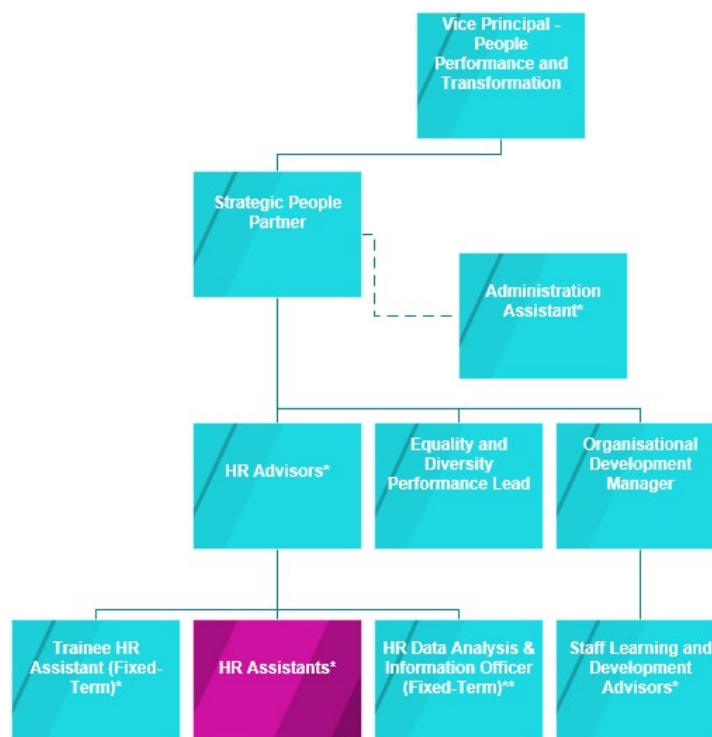 Vice Principal -
People
Performance and
Transformation
Strategic People
Partner
Administration
Assistant*
HR Advisors*
Equality and
Diversity
Performance Lead
Organisational
Development
Manager
Trainee HR
Assistant (Fixed-
Term)*
HR Assistants*
HR Data Analysis &
Information Officer
(Fixed-Term)**
Staff Learning and
Development
Advisors*